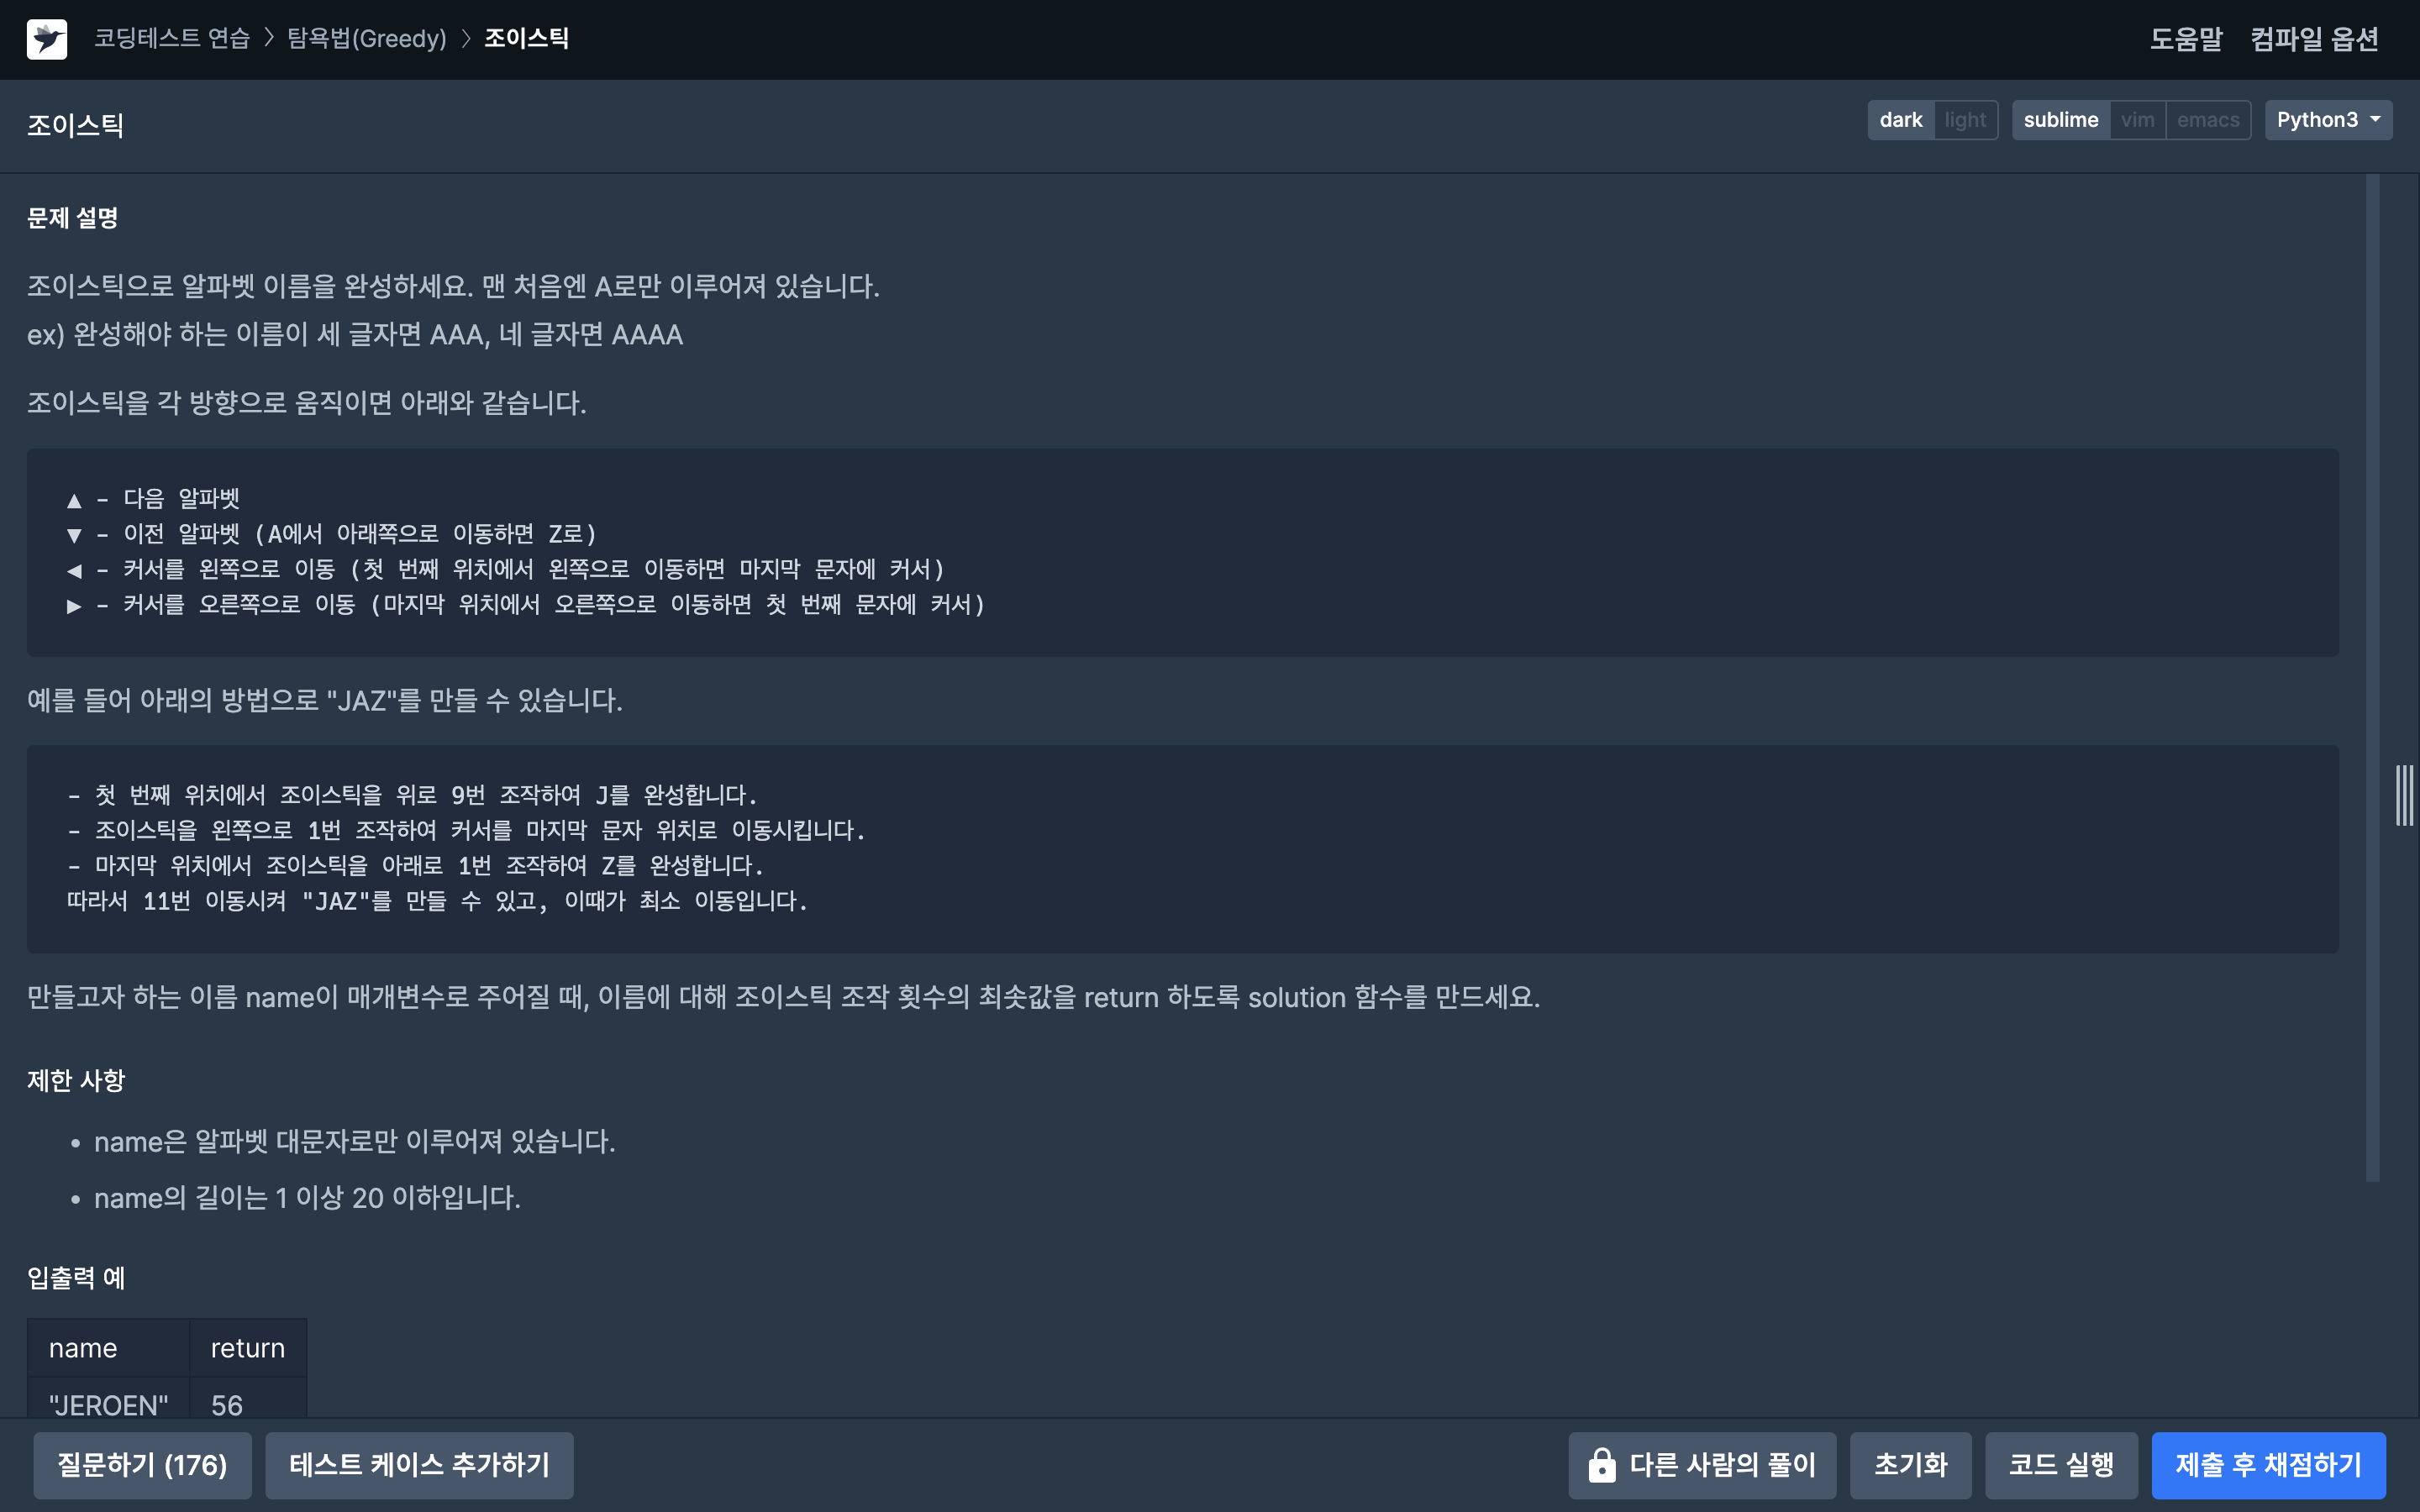 코딩테스트 연습 > 탐욕법(Greedy) > 조이스틱
도움말 컴파일 옵션
조이스틱
dark light sublime vim emacs Python3
문제 설명
조이스틱으로 알파벳 이름을 완성하세요. 맨 처음엔 A로만 이루어져 있습니다.
ex) 완성해야 하는 이름이 세 글자면 AAA, 네 글자면 AAAA
조이스틱을 각 방향으로 움직이면 아래와 같습니다.
▲ - 다음 알파벳
▼ - 이전 알파벳 (A에서 아래쪽으로 이동하면 Z로)
◀ - 커서를 왼쪽으로 이동 (첫 번째 위치에서 왼쪽으로 이동하면 마지막 문자에 커서)
▶ - 커서를 오른쪽으로 이동 (마지막 위치에서 오른쪽으로 이동하면 첫 번째 문자에 커서)
예를 들어 아래의 방법으로 "JAZ"를 만들 수 있습니다.
- 첫 번째 위치에서 조이스틱을 위로 9번 조작하여 J를 완성합니다.
- 조이스틱을 왼쪽으로 1번 조작하여 커서를 마지막 문자 위치로 이동시킵니다.
- 마지막 위치에서 조이스틱을 아래로 1번 조작하여 Z를 완성합니다.
따라서 11번 이동시켜 "JAZ"를 만들 수 있고, 이때가 최소 이동입니다.
만들고자 하는 이름 name이 매개변수로 주어질 때, 이름에 대해 조이스틱 조작 횟수의 최솟값을 return 하도록 solution 함수를 만드세요.
제한 사항
• name은 알파벳 대문자로만 이루어져 있습니다.
• name의 길이는 1 이상 20 이하입니다.
입출력 예
name return
"JEROEN" 56
질문하기 (176) 테스트 케이스 추가하기 다른 사람의 풀이 초기화 코드 실행 제출 후 채점하기